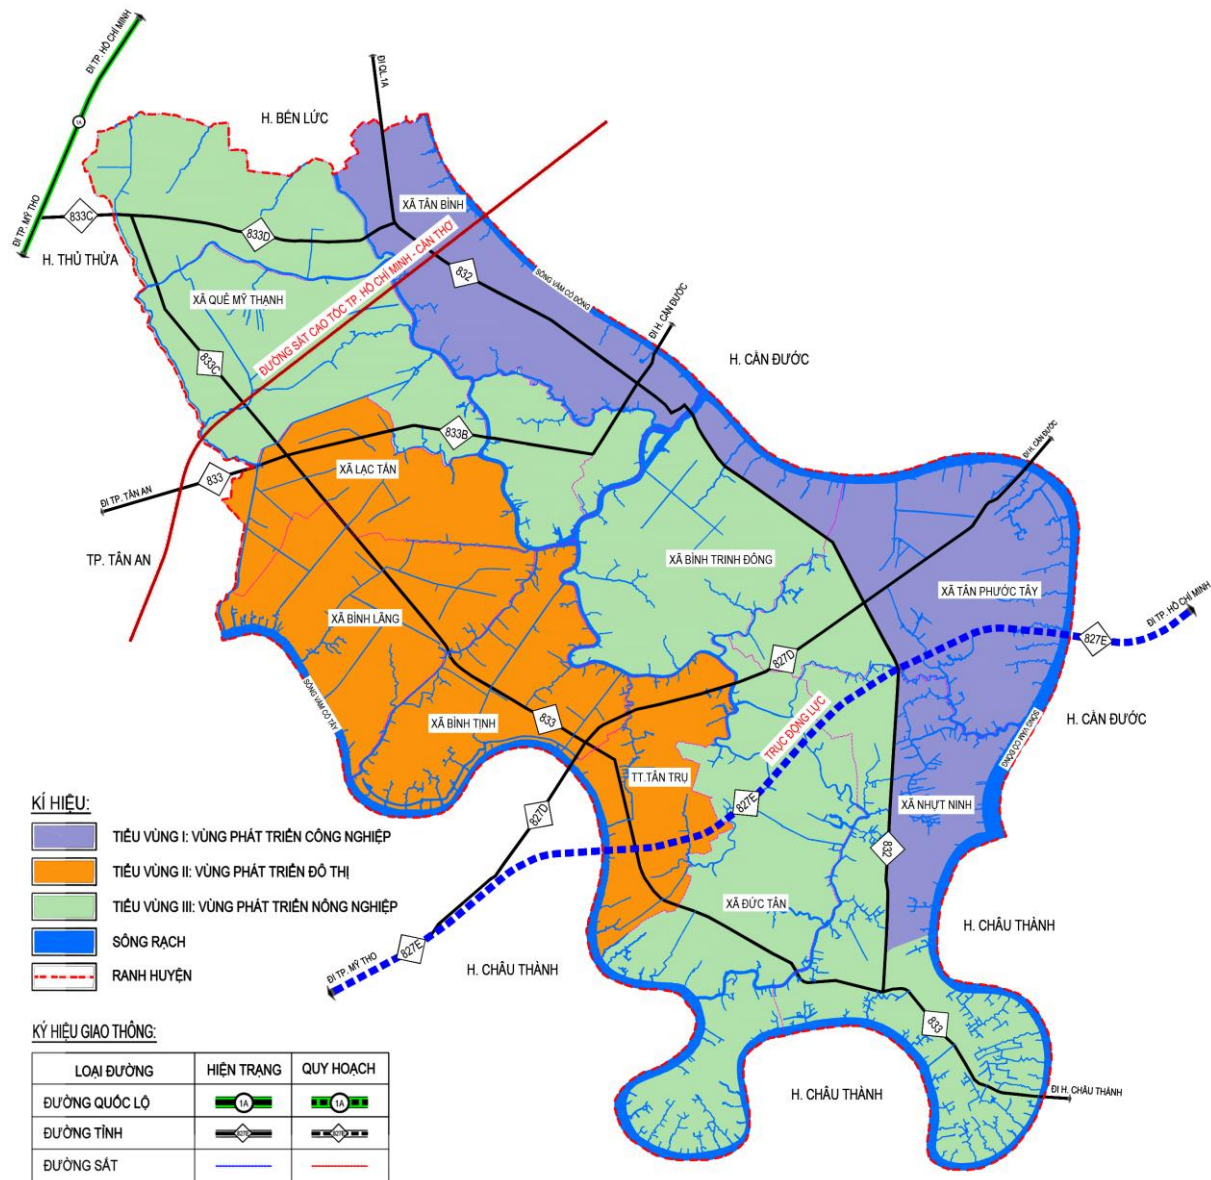 ĐI TP. HỒ CHÍ MINH
1A
ĐI QL.1A
H. BẾN LỨC
XÃ TÂN BÌNH
833C
833D
ĐI TP. MỸ THO
H. THỦ THỪA
832
SÔNG VÀM CỎ ĐÔNG
XÃ QUÊ MỸ THẠNH
ĐƯỜNG SẮT CAO TỐC TP. HỒ CHÍ MINH - CẦN THƠ
ĐI H. CẦN ĐƯỚC
H. CẦN ĐƯỚC
833C
833B
ĐI H. CẦN ĐƯỚC
XÃ LẠC TẤN
833
ĐI TP. TÂN AN
TP. TÂN AN
XÃ BÌNH TRINH ĐÔNG
XÃ TÂN PHƯỚC TÂY
ĐI TP. HỒ CHÍ MINH
XÃ BÌNH LÃNG
827E
827D
SÔNG VÀM CỎ TÂY
XÃ BÌNH TỊNH
833
TRỤC ĐỘNG LỰC
H. CẦN ĐƯỚC
SÔNG VÀM CỎ ĐÔNG
TT.TÂN TRỤ
827E
XÃ NHỰT NINH
827D
832
XÃ ĐỨC TÂN
H. CHÂU THÀNH
827E
ĐI TP. MỸ THO
H. CHÂU THÀNH
833
H. CHÂU THÀNH
ĐI H. CHÂU THÀNH
KÍ HIỆU:
TIỂU VÙNG I: VÙNG PHÁT TRIỂN CÔNG NGHIỆP
TIỂU VÙNG II: VÙNG PHÁT TRIỂN ĐÔ THỊ
TIỂU VÙNG III: VÙNG PHÁT TRIỂN NÔNG NGHIỆP
SÔNG RẠCH
RANH HUYỆN
KÝ HIỆU GIAO THÔNG:
LOẠI ĐƯỜNG HIỆN TRẠNG QUY HOẠCH
ĐƯỜNG QUỐC LỘ 1A 1A
ĐƯỜNG TỈNH 827E 827E
ĐƯỜNG SẮT